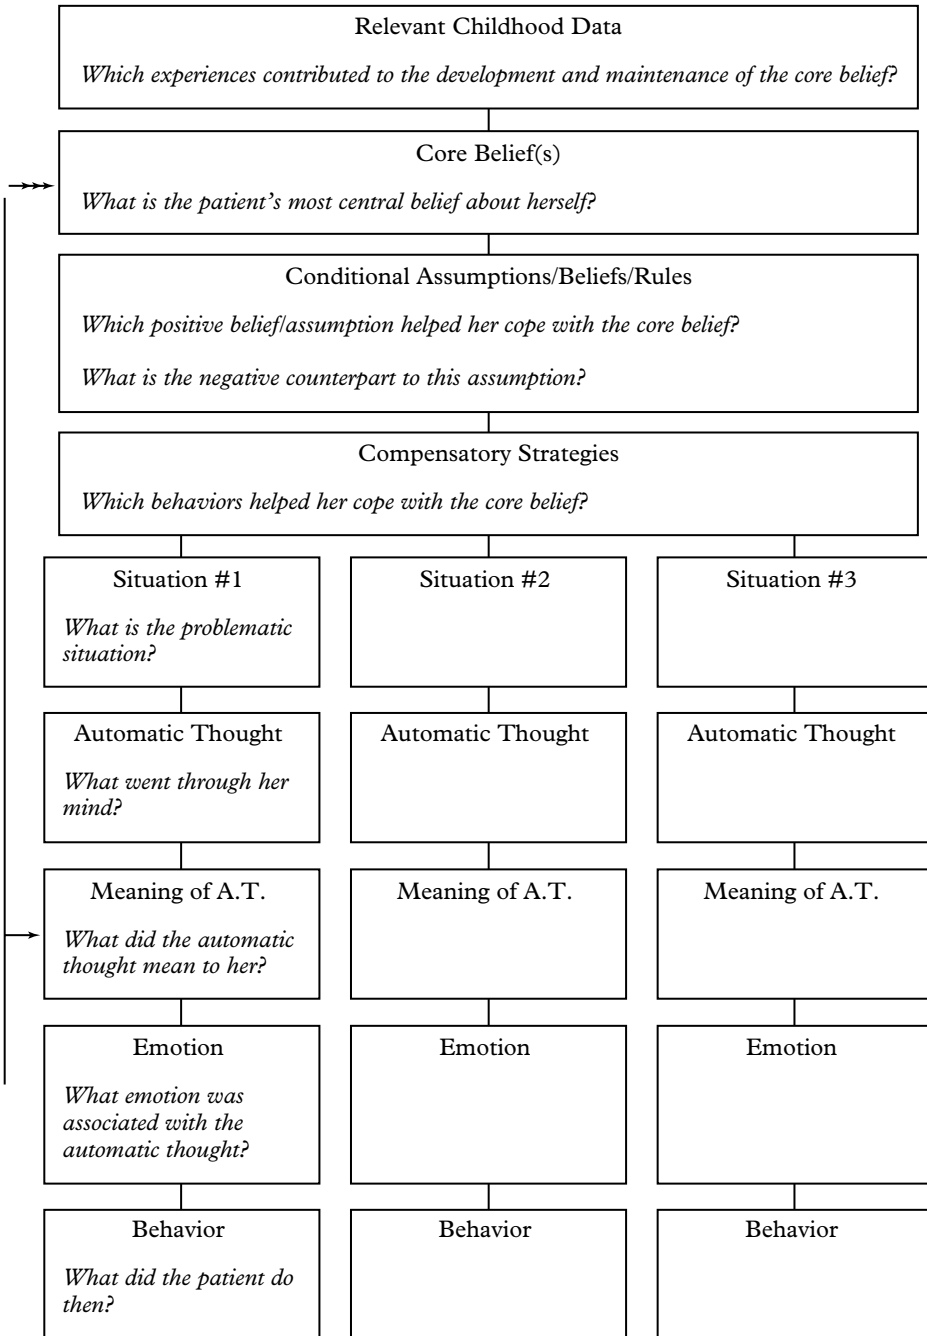 Relevant Childhood Data
Which experiences contributed to the development and maintenance of the core belief?
Core Belief(s)
What is the patient’s most central belief about herself?
Conditional Assumptions/Beliefs/Rules
Which positive belief/assumption helped her cope with the core belief?
What is the negative counterpart to this assumption?
Compensatory Strategies
Which behaviors helped her cope with the core belief?
Situation #1
What is the problematic
situation?
Situation #2
Situation #3
Automatic Thought
What went through her
mind?
Automatic Thought
Automatic Thought
Meaning of A.T.
What did the automatic
thought mean to her?
Meaning of A.T.
Meaning of A.T.
Emotion
What emotion was
associated with the
automatic thought?
Emotion
Emotion
Behavior
What did the patient do
then?
Behavior
Behavior